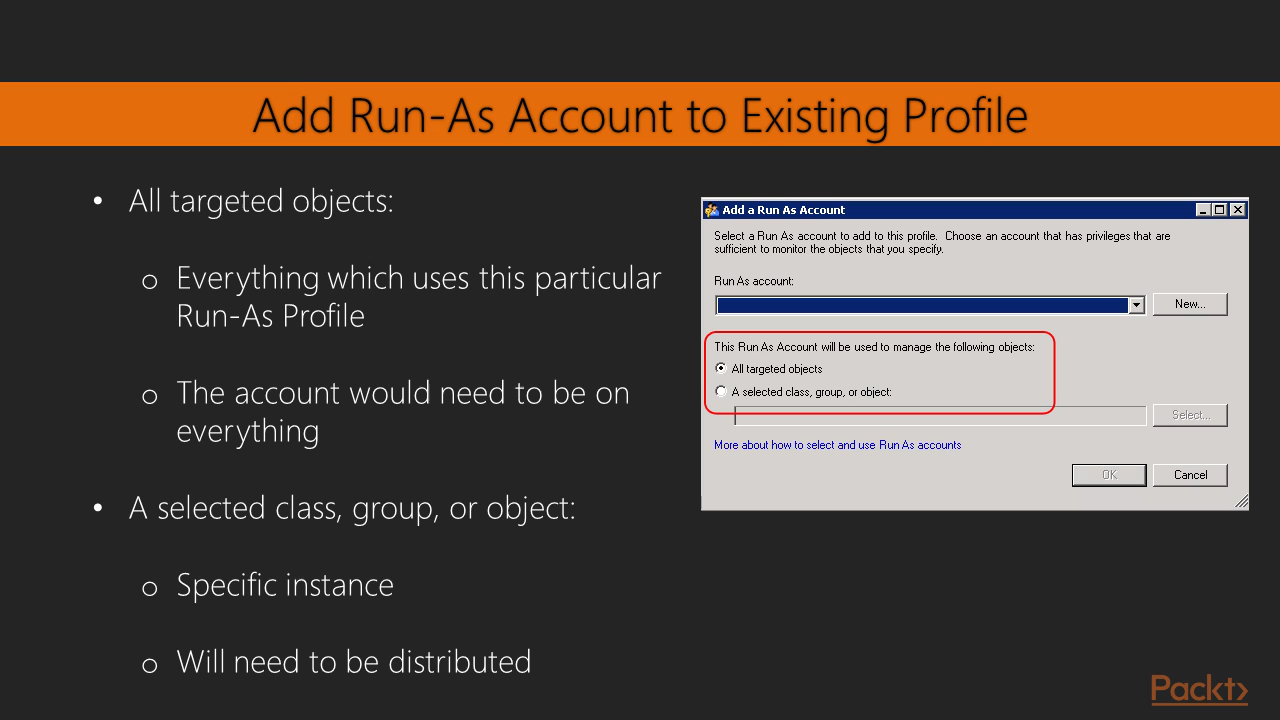 Add Run-As Account to Existing Profile
• All targeted objects:
o Everything which uses this particular
Run-As Profile
o The account would need to be on
everything
• A selected class, group, or object:
o Specific instance
o Will need to be distributed
Add a Run As Account
Select a Run As account to add to this profile. Choose an account that has privileges that are
sufficient to monitor the objects that you specify.
Run As account:
New...
This Run As Account will be used to manage the following objects:
All targeted objects
A selected class, group, or object:
Select...
More about how to select and use Run As accounts
OK
Cancel
Packt>